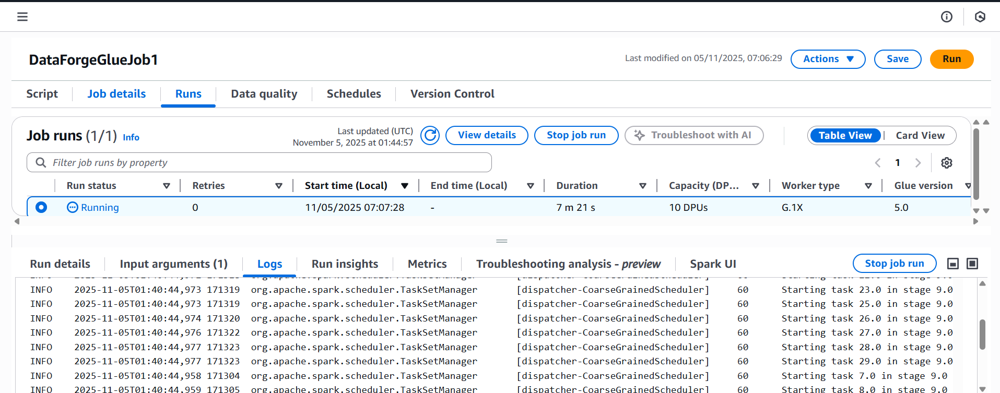 DataForgeGlueJob1
Last modified on 05/11/2025, 07:06:29
Actions
Save
Run
Script
Job details
Runs
Data quality
Schedules
Version Control
Job runs (1/1) Info
Last updated (UTC)
November 5, 2025 at 01:44:57
View details
Stop job run
Troubleshoot with AI
Table View
Card View
Filter job runs by property
1
Run status Retries Start time (Local) End time (Local) Duration Capacity (DP... Worker type Glue version
Running 0 11/05/2025 07:07:28 - 7 m 21 s 10 DPUs G.1X 5.0
Run details
Input arguments (1)
Logs
Run insights
Metrics
Troubleshooting analysis - preview
Spark UI
Stop job run
INFO 2025-11-05T01:40:44,973 171319 org.apache.spark.scheduler.TaskSetManager [dispatcher-CoarseGrainedScheduler] 60 Starting task 23.0 in stage 9.0
INFO 2025-11-05T01:40:44,973 171319 org.apache.spark.scheduler.TaskSetManager [dispatcher-CoarseGrainedScheduler] 60 Starting task 25.0 in stage 9.0
INFO 2025-11-05T01:40:44,974 171320 org.apache.spark.scheduler.TaskSetManager [dispatcher-CoarseGrainedScheduler] 60 Starting task 26.0 in stage 9.0
INFO 2025-11-05T01:40:44,976 171322 org.apache.spark.scheduler.TaskSetManager [dispatcher-CoarseGrainedScheduler] 60 Starting task 27.0 in stage 9.0
INFO 2025-11-05T01:40:44,977 171323 org.apache.spark.scheduler.TaskSetManager [dispatcher-CoarseGrainedScheduler] 60 Starting task 28.0 in stage 9.0
INFO 2025-11-05T01:40:44,977 171323 org.apache.spark.scheduler.TaskSetManager [dispatcher-CoarseGrainedScheduler] 60 Starting task 29.0 in stage 9.0
INFO 2025-11-05T01:40:44,958 171304 org.apache.spark.scheduler.TaskSetManager [dispatcher-CoarseGrainedScheduler] 60 Starting task 7.0 in stage 9.0
INFO 2025-11-05T01:40:44,959 171305 org.apache.spark.scheduler.TaskSetManager [dispatcher-CoarseGrainedScheduler] 60 Starting task 8.0 in stage 9.0